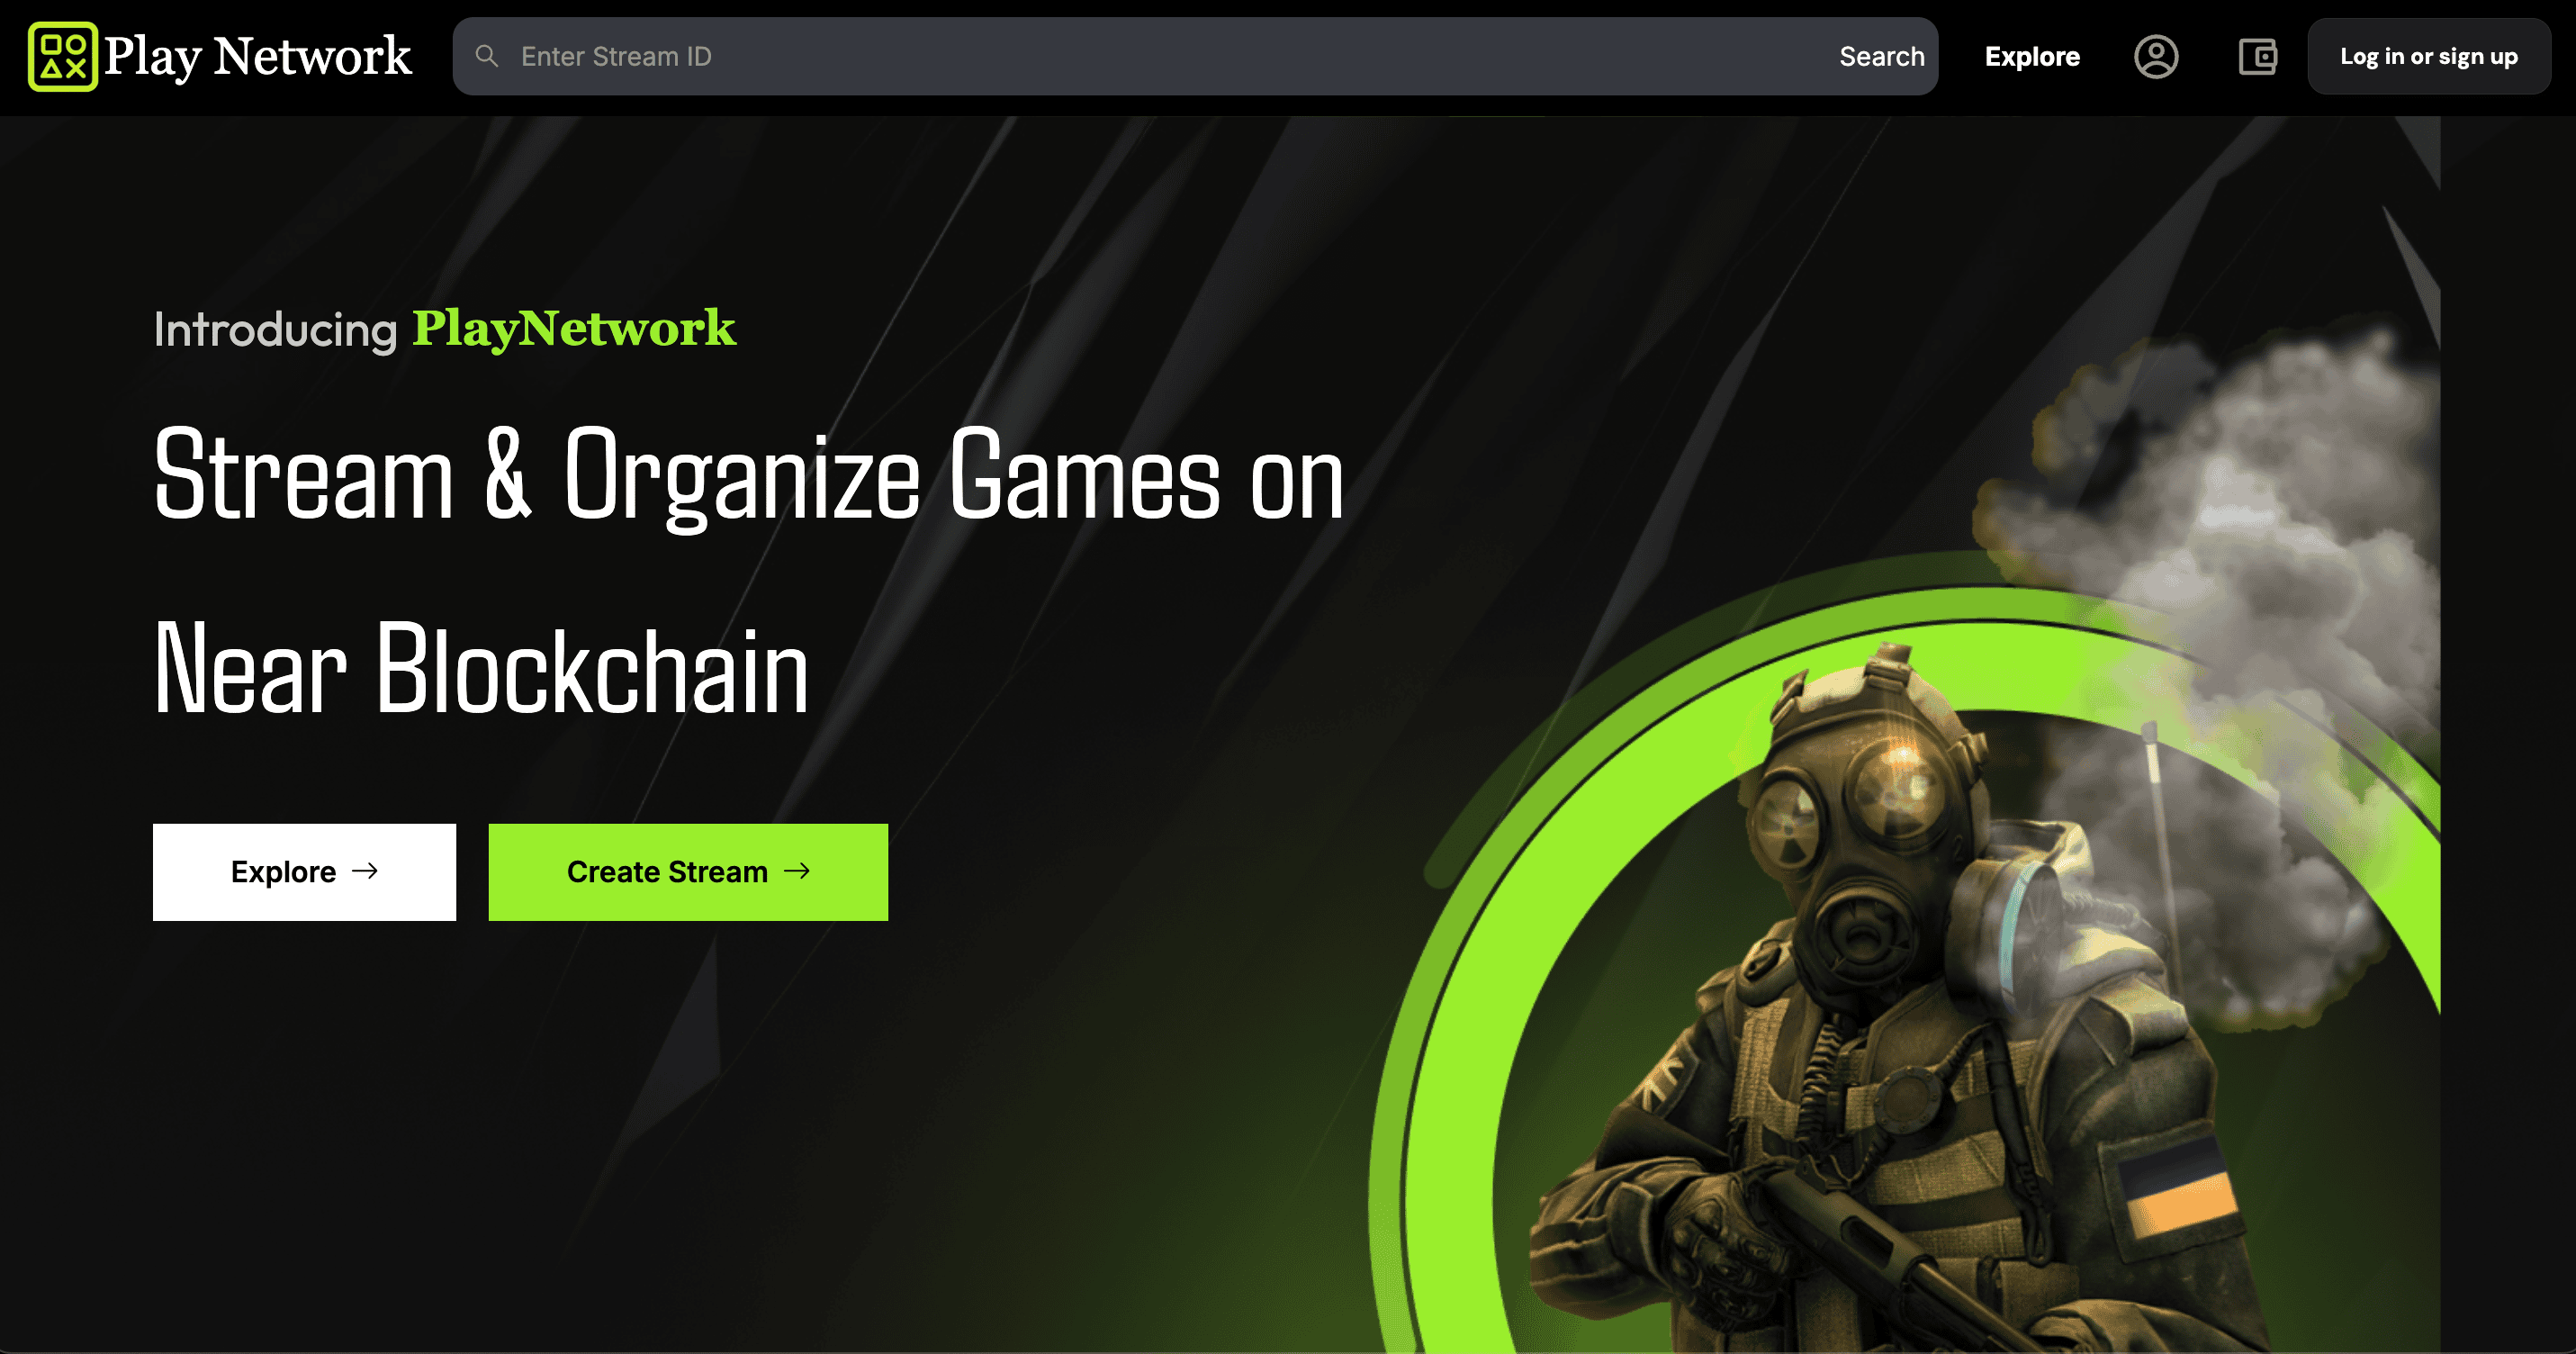 Play Network
Enter Stream ID
Search
Explore
Log in or sign up
Introducing PlayNetwork
Stream & Organize Games on
Near Blockchain
Explore →
Create Stream →